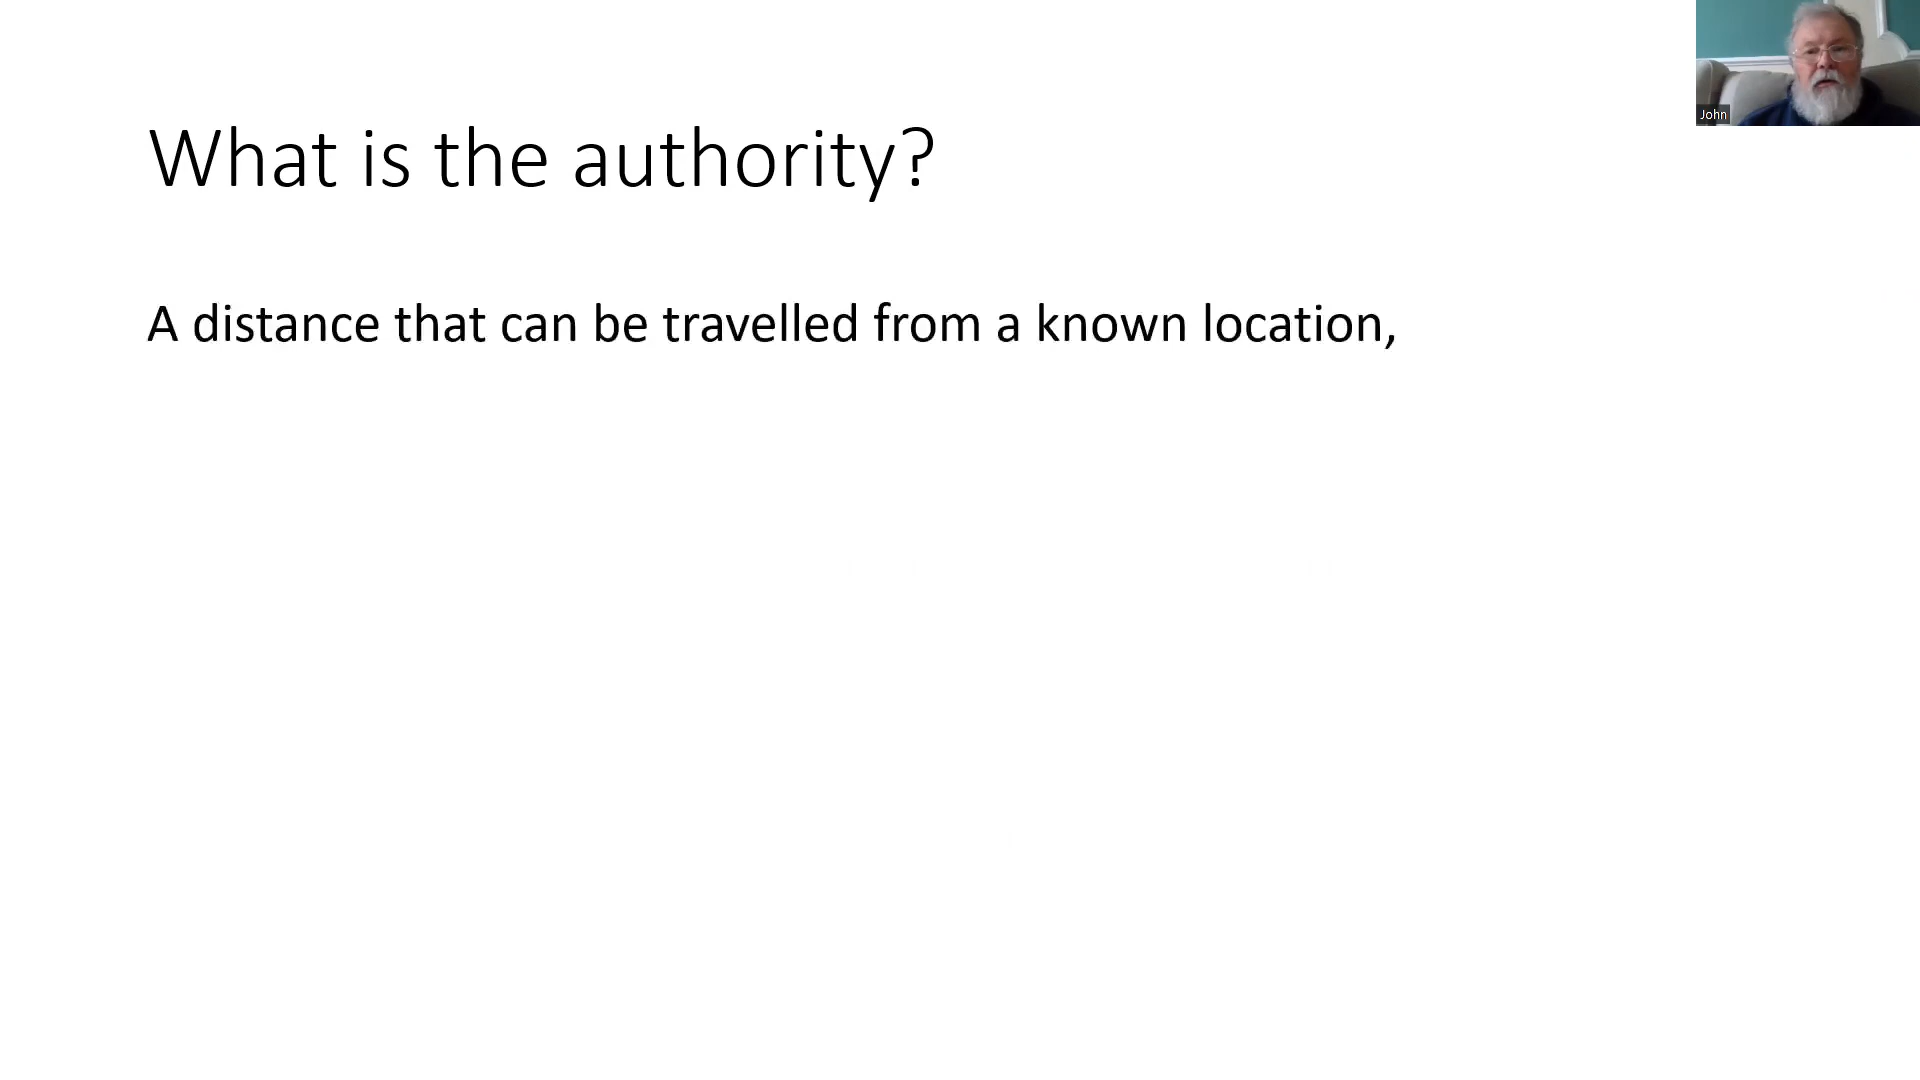 John
What is the authority?
A distance that can be travelled from a known location,